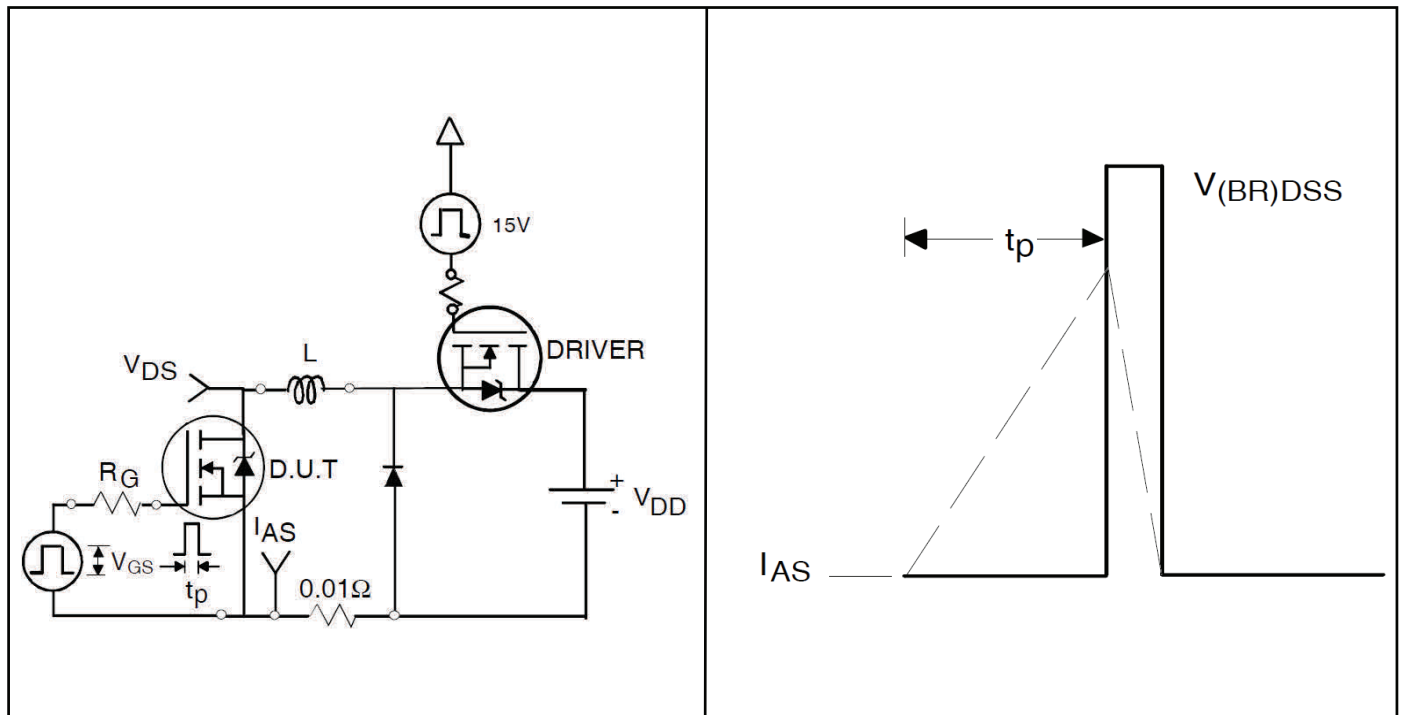 15V
DRIVER
L
VDS
D.U.T
RG
+
VDD
-
IAS
VGS
0.01Ω
tp
V(BR)DSS
tp
IAS